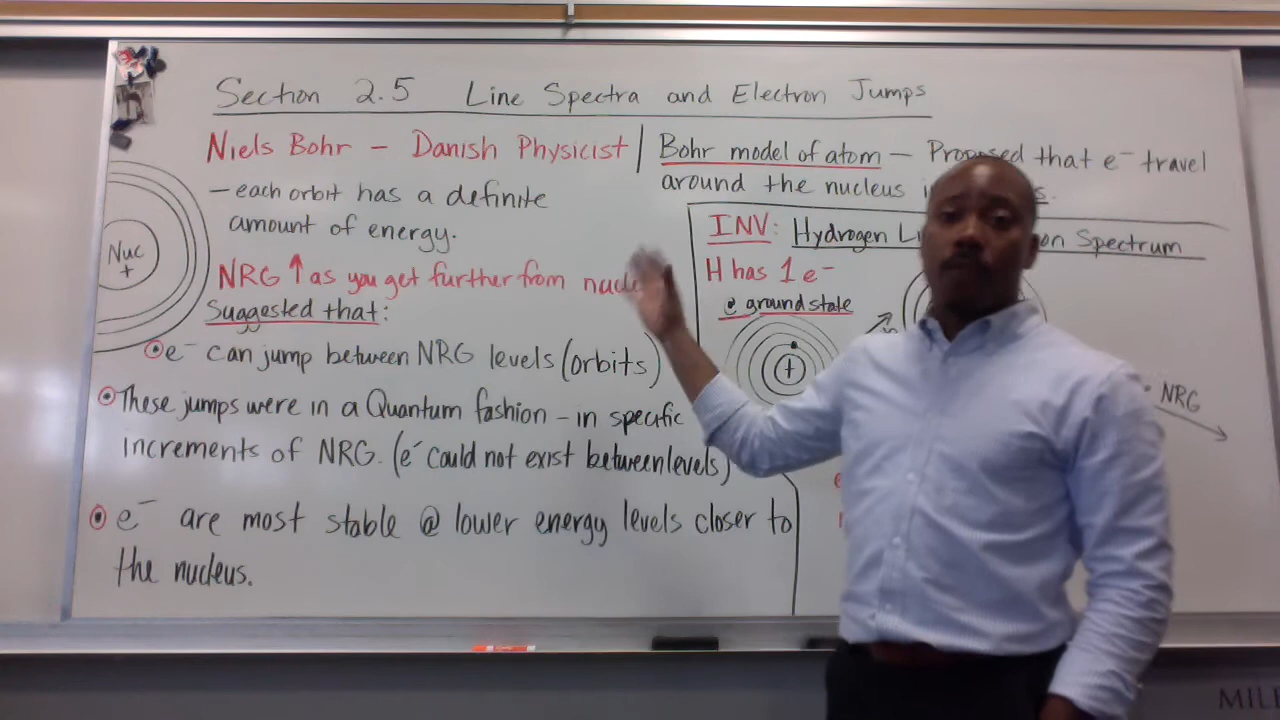 Section 2.5 Line Spectra and Electron Jumps
Niels Bohr – Danish Physicist
– each orbit has a definite
amount of energy.
NRG ↑ as you get further from
Suggested that:
e⁻ can jump between NRG levels (orbits)
These jumps were in a Quantum fashion – in specific
increments of NRG. (e⁻ could not exist between levels)
e⁻ are most stable @ lower energy levels closer to
the nucleus.
Nuc
+
Bohr model of atom – Proposed that e⁻ travel
around the nucleus
INV: Hydrogen Spectrum
H has 1 e⁻
@ ground state
+
NRG